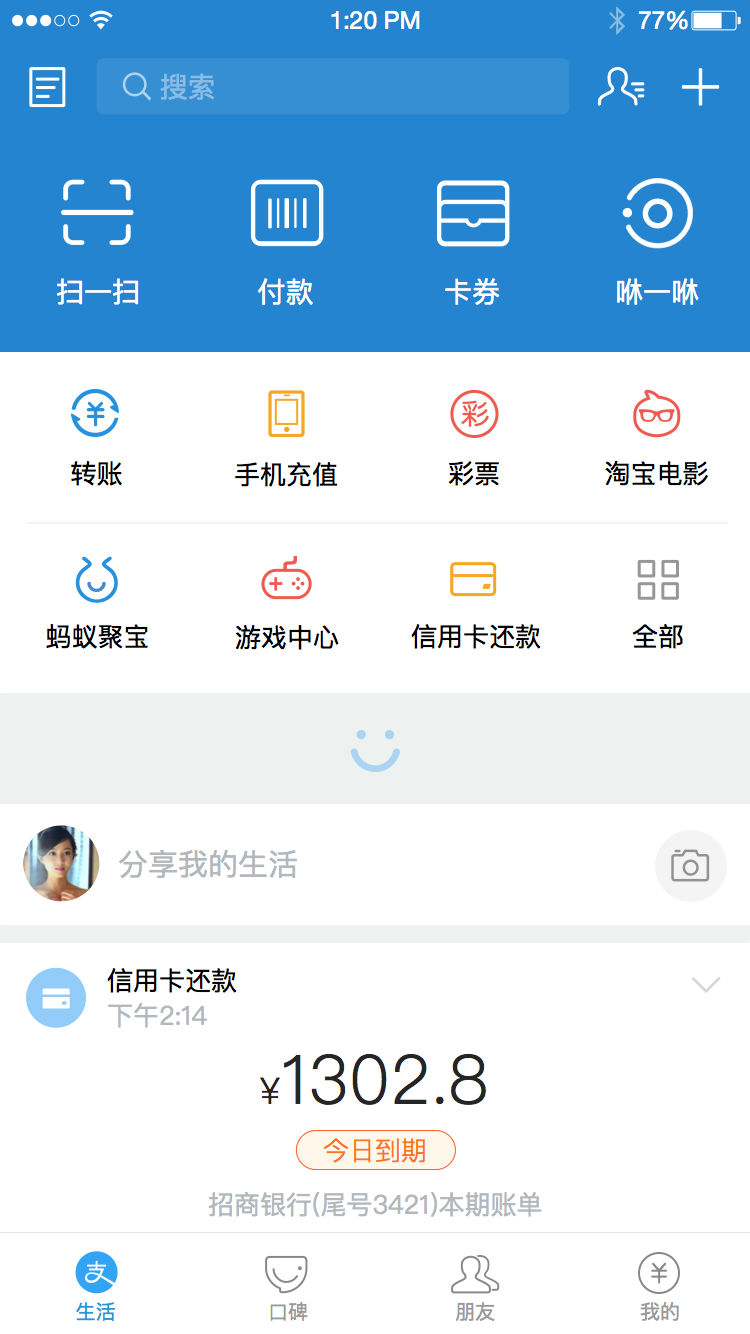 1:20 PM 77%
搜索
扫一扫 付款 卡券 咻一咻
转账 手机充值 彩 彩票 淘宝电影
蚂蚁聚宝 游戏中心 信用卡还款 全部
分享我的生活
信用卡还款
下午2:14
¥1302.8
今日到期
招商银行(尾号3421)本期账单
支
生活 口碑 朋友 我的